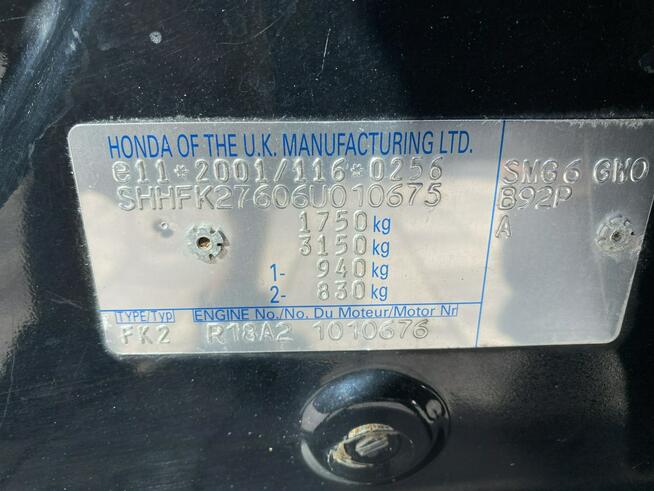 HONDA OF THE U.K. MANUFACTURING LTD.
e11*2001/116*0256
SHHFK27606U010675
1750 kg
3150 kg
1- 940 kg
2- 830 kg
TYPE/Typ ENGINE No./No. Du Moteur/Motor Nr
FK2 R18A2 1010676
SMG6 GWO
B92P
A